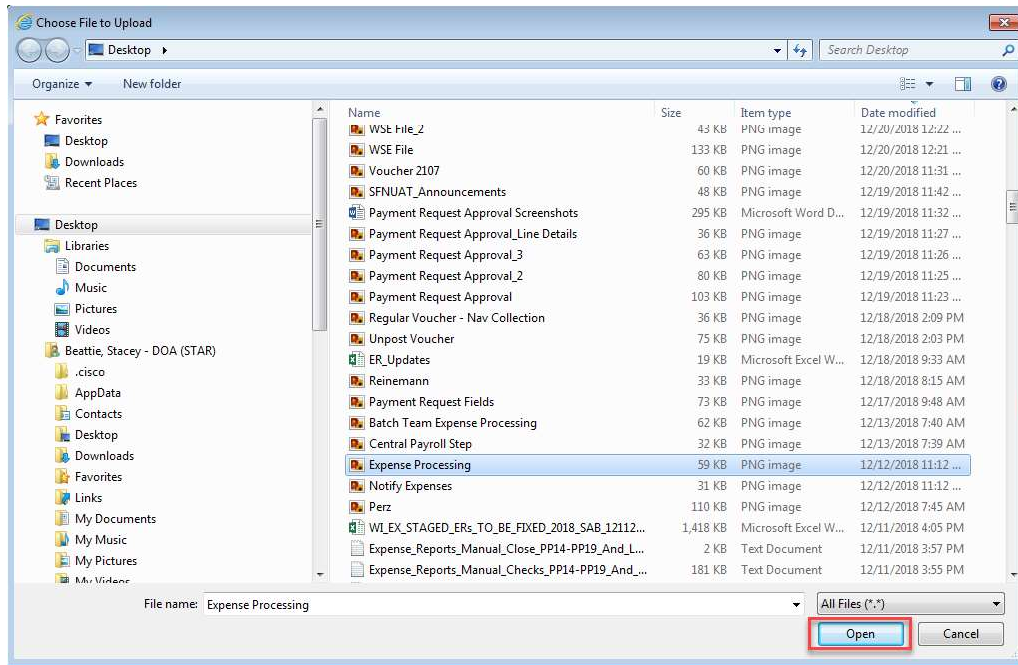 Choose File to Upload
Desktop
Search Desktop
Organize New folder
Favorites
Desktop
Downloads
Recent Places
Desktop
Libraries
Documents
Music
Pictures
Videos
Beattie, Stacey - DOA (STAR)
.cisco
AppData
Contacts
Desktop
Downloads
Favorites
Links
My Documents
My Music
My Pictures
My Videos
Name Size Item type Date modified
WSE File_2 43 KB PNG image 12/20/2018 12:22 ...
WSE File 133 KB PNG image 12/20/2018 12:21 ...
Voucher 2107 60 KB PNG image 12/20/2018 11:31 ...
SFNUAT_Announcements 48 KB PNG image 12/19/2018 11:42 ...
Payment Request Approval Screenshots 295 KB Microsoft Word D... 12/19/2018 11:32 ...
Payment Request Approval_Line Details 36 KB PNG image 12/19/2018 11:27 ...
Payment Request Approval_3 63 KB PNG image 12/19/2018 11:26 ...
Payment Request Approval_2 80 KB PNG image 12/19/2018 11:25 ...
Payment Request Approval 103 KB PNG image 12/19/2018 11:23 ...
Regular Voucher - Nav Collection 36 KB PNG image 12/18/2018 2:09 PM
Unpost Voucher 75 KB PNG image 12/18/2018 2:03 PM
ER_Updates 19 KB Microsoft Excel W... 12/18/2018 9:33 AM
Reinemann 33 KB PNG image 12/18/2018 8:15 AM
Payment Request Fields 73 KB PNG image 12/17/2018 9:48 AM
Batch Team Expense Processing 62 KB PNG image 12/13/2018 7:40 AM
Central Payroll Step 32 KB PNG image 12/13/2018 7:39 AM
Expense Processing 59 KB PNG image 12/12/2018 11:12 ...
Notify Expenses 31 KB PNG image 12/12/2018 11:12 ...
Perz 110 KB PNG image 12/12/2018 7:45 AM
WI_EX_STAGED_ERs_TO_BE_FIXED_2018_SAB_12112... 1,418 KB Microsoft Excel W... 12/11/2018 4:05 PM
Expense_Reports_Manual_Close_PP14-PP19_And_L... 2 KB Text Document 12/11/2018 3:57 PM
Expense_Reports_Manual_Checks_PP14-PP19_And_... 181 KB Text Document 12/11/2018 3:55 PM
File name: Expense Processing All Files (*.*)
Open Cancel